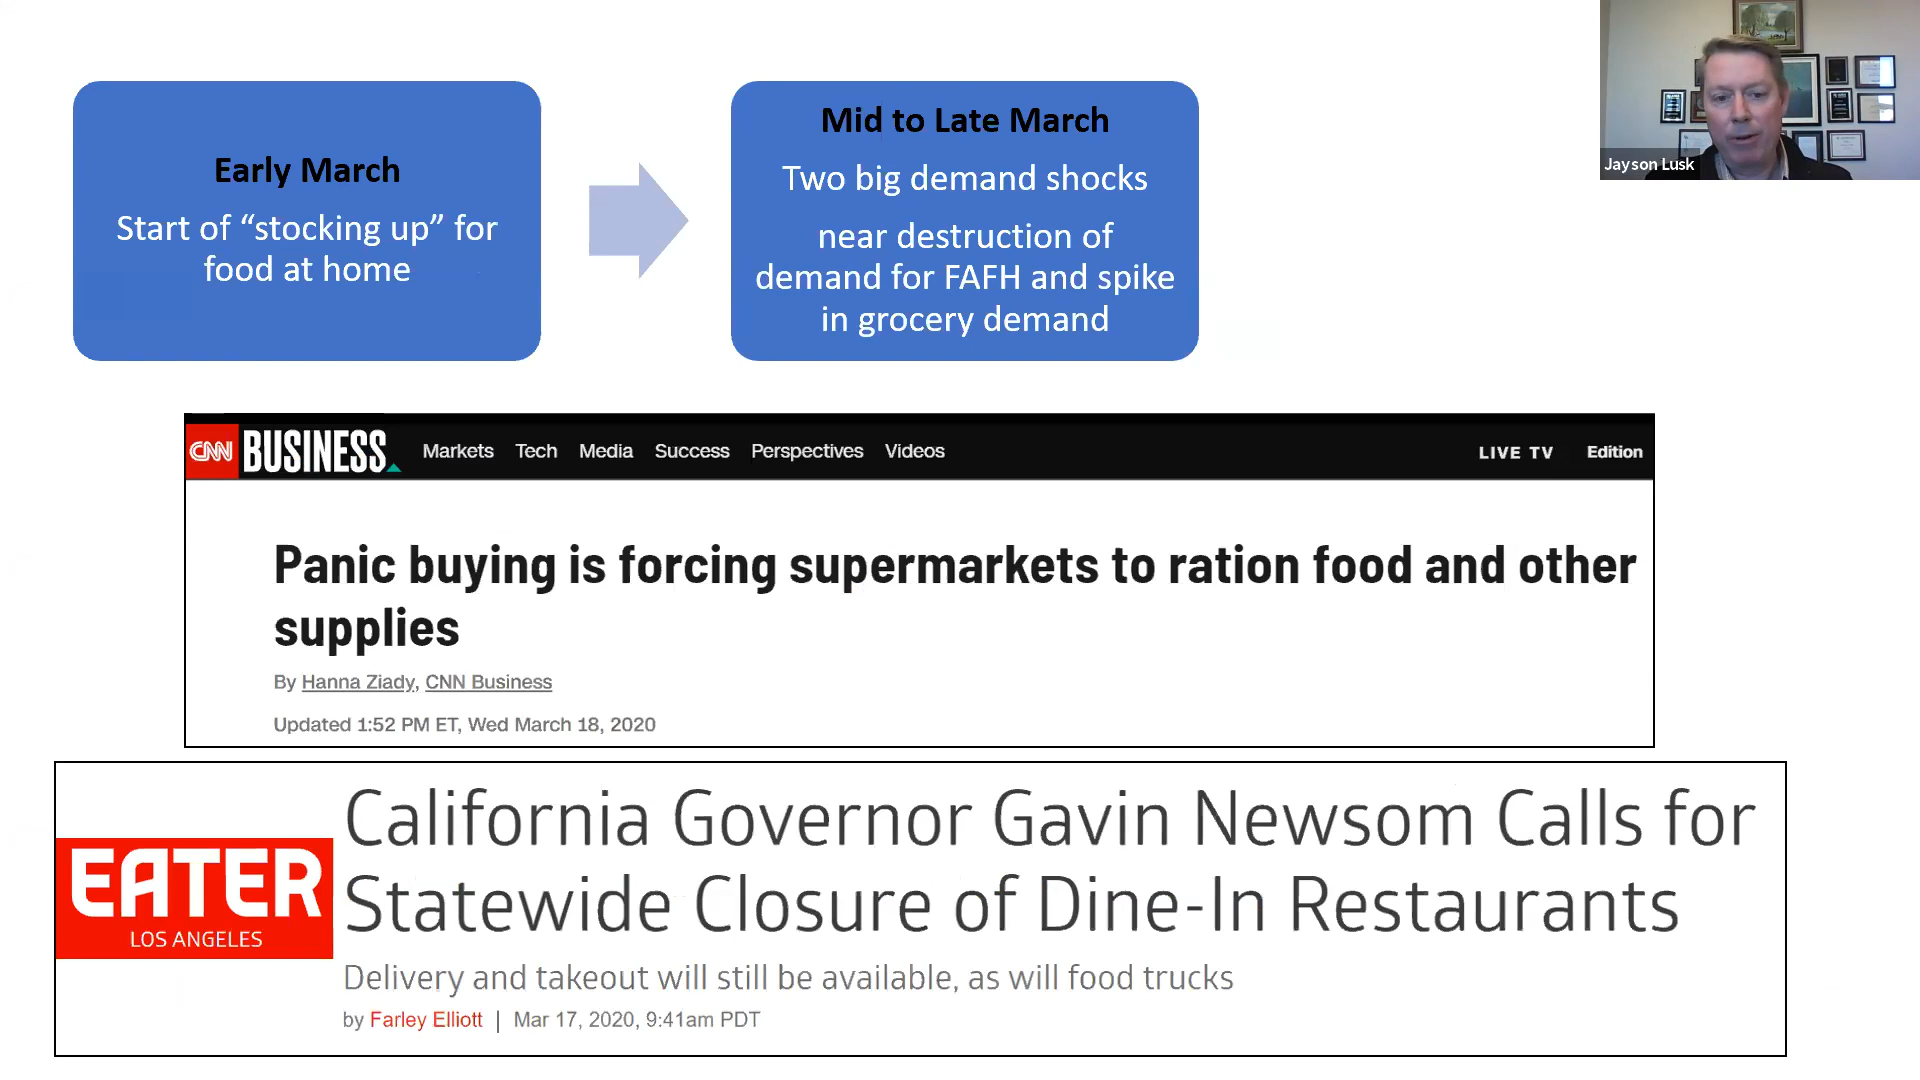 Early March
Start of “stocking up” for
food at home
Mid to Late March
Two big demand shocks
near destruction of
demand for FAFH and spike
in grocery demand
Jayson Lusk
CNN BUSINESS Markets Tech Media Success Perspectives Videos LIVE TV Edition
Panic buying is forcing supermarkets to ration food and other
supplies
By Hanna Ziady, CNN Business
Updated 1:52 PM ET, Wed March 18, 2020
EATER
LOS ANGELES
California Governor Gavin Newsom Calls for
Statewide Closure of Dine-In Restaurants
Delivery and takeout will still be available, as will food trucks
by Farley Elliott | Mar 17, 2020, 9:41am PDT